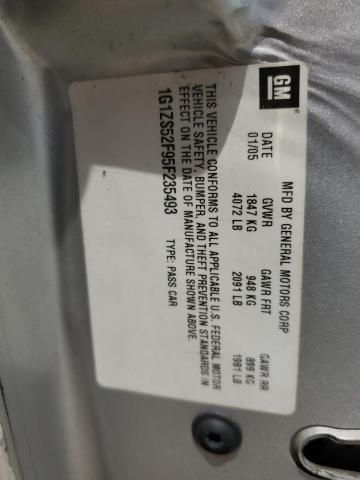 GM
MFD BY GENERAL MOTORS CORP
DATE GVWR GAWR FRT GAWR RR
01/05 1847 KG 948 KG 899 KG
4072 LB 2091 LB 1981 LB
THIS VEHICLE CONFORMS TO ALL APPLICABLE U.S. FEDERAL MOTOR
VEHICLE SAFETY, BUMPER, AND THEFT PREVENTION STANDARDS IN
EFFECT ON THE DATE OF MANUFACTURE SHOWN ABOVE.
1G1ZS52F95F235493 TYPE: PASS CAR